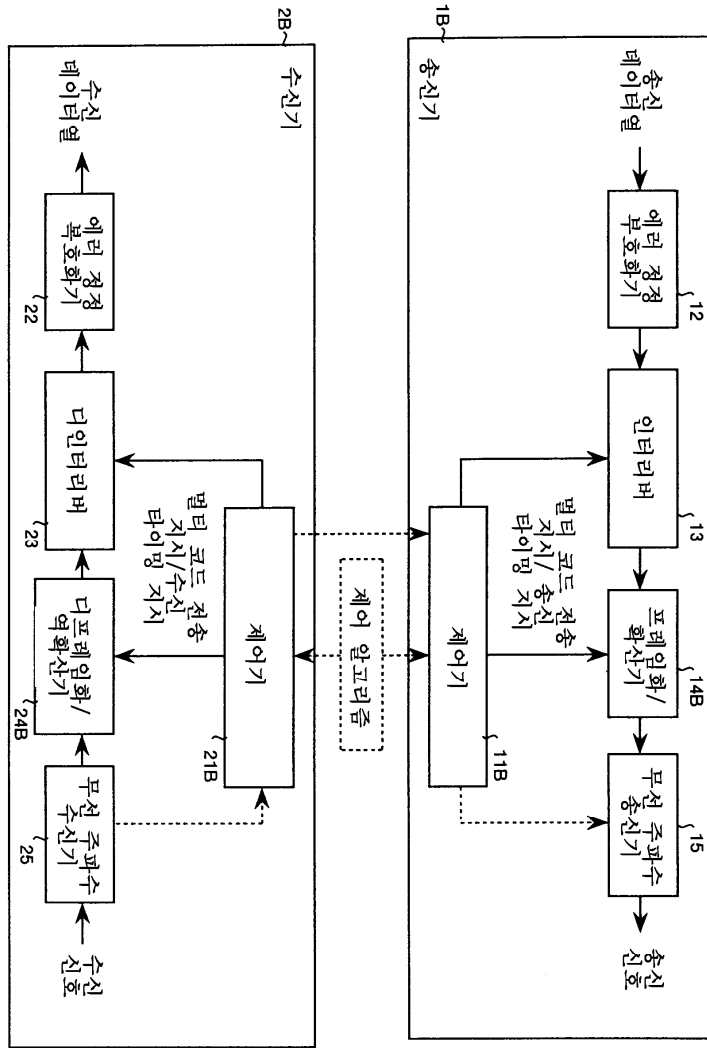 1B
송신기
송신
데이터열
에러 정정
부호화기
12
인터리버
13
프레임화/
확산기
14B
무선 주파수
송신기
15
송신
신호
멀티 코드 전송
지시/송신
타이밍 지시
제어기
11B
제어 알고리즘
2B
수신기
제어기
21B
멀티 코드 전송
지시/수신
타이밍 지시
수신
데이터열
에러 정정
복호화기
22
디인터리버
23
디프레임화/
역확산기
24B
무선 주파수
수신기
25
수신
신호